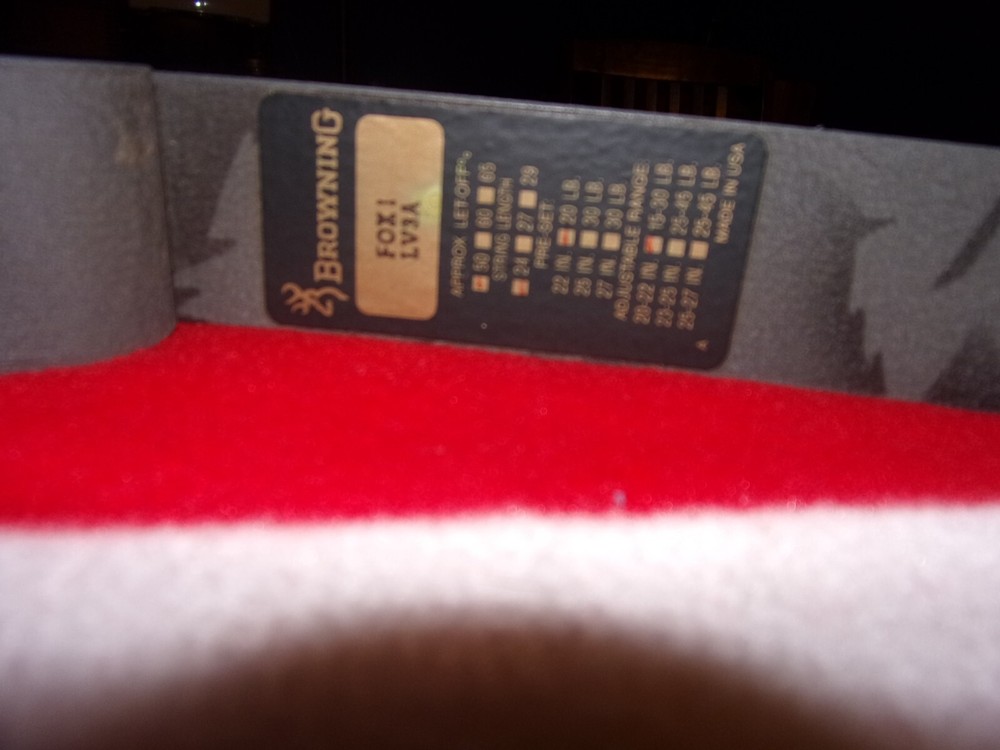 BROWNING
FOX 1
LV3A
APPROX LET OFF%
50 60 65
STRING LENGTH
24 27 29
PRE-SET
22 IN. 20 LB.
25 IN. 30 LB.
27 IN. 30 LB
ADJUSTABLE RANGE:
20-22 IN 15-30 LB.
23-25 IN. 25-45 LB.
25-27 IN. 25-45 LB.
MADE IN USA
A